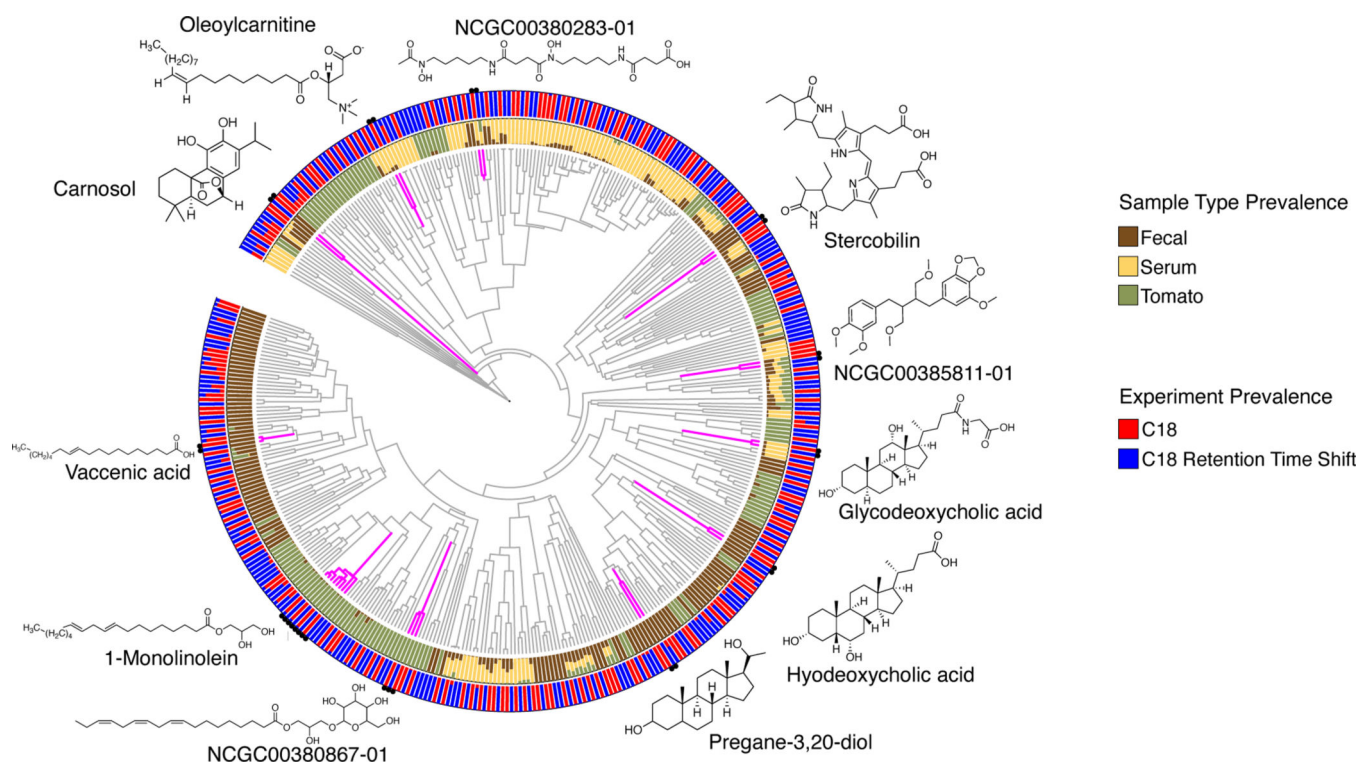 Oleoylcarnitine
NCGC00380283-01
Carnosol
Stercobilin
NCGC00385811-01
Glycodeoxycholic acid
Hyodeoxycholic acid
Pregane-3,20-diol
NCGC00380867-01
1-Monolinolein
Vaccenic acid
Sample Type Prevalence
Fecal
Serum
Tomato
Experiment Prevalence
C18
C18 Retention Time Shift